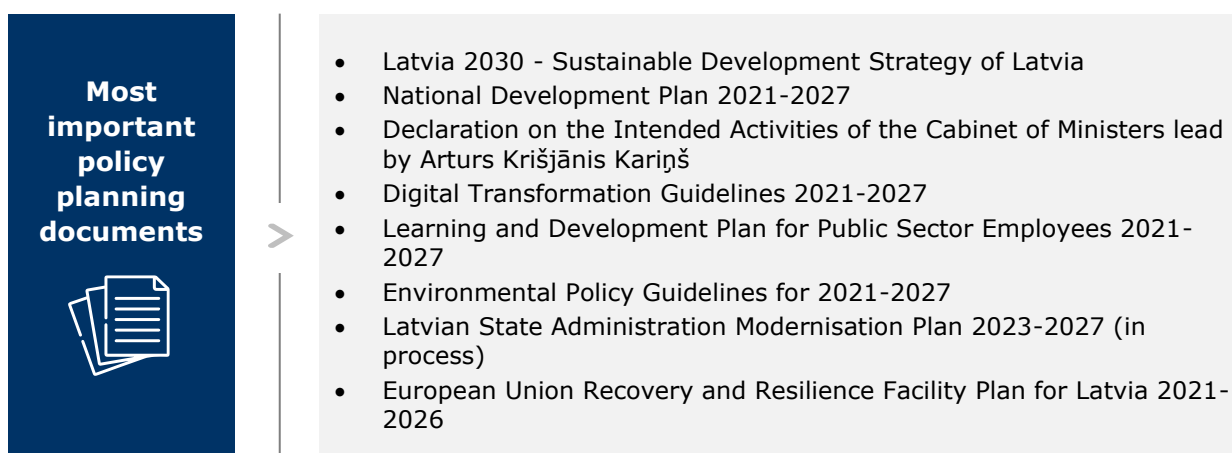 Most
important
policy
planning
documents
• Latvia 2030 - Sustainable Development Strategy of Latvia
• National Development Plan 2021-2027
• Declaration on the Intended Activities of the Cabinet of Ministers lead
by Arturs Krišjānis Kariņš
• Digital Transformation Guidelines 2021-2027
• Learning and Development Plan for Public Sector Employees 2021-
2027
• Environmental Policy Guidelines for 2021-2027
• Latvian State Administration Modernisation Plan 2023-2027 (in
process)
• European Union Recovery and Resilience Facility Plan for Latvia 2021-
2026